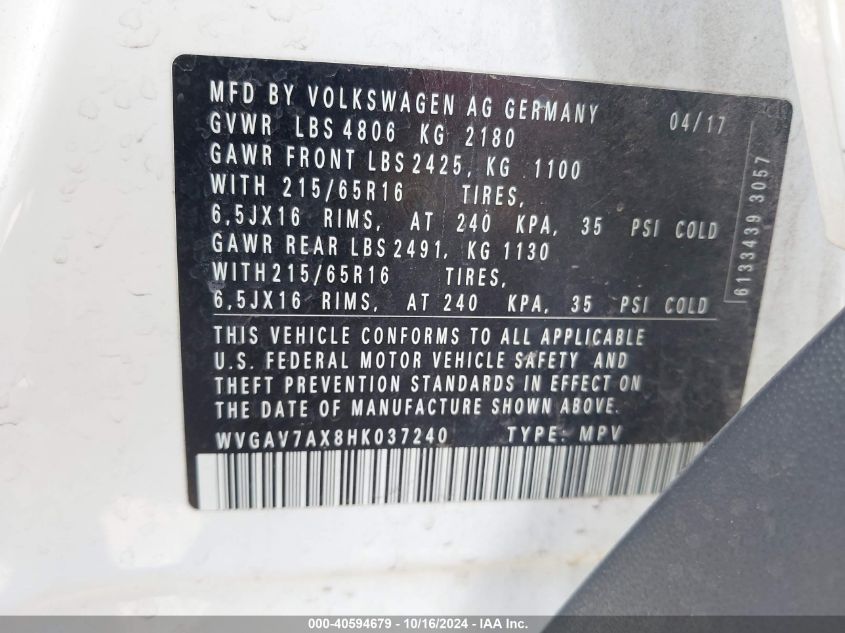 MFD BY VOLKSWAGEN AG GERMANY 04/17
GVWR LBS 4806 KG 2180
GAWR FRONT LBS 2425, KG 1100
WITH 215/65R16 TIRES,
6,5JX16 RIMS, AT 240 KPA, 35 PSI COLD
GAWR REAR LBS 2491, KG 1130
WITH 215/65R16 TIRES,
6,5JX16 RIMS, AT 240 KPA, 35 PSI COLD
6133439 3057
THIS VEHICLE CONFORMS TO ALL APPLICABLE
U.S. FEDERAL MOTOR VEHICLE SAFETY AND
THEFT PREVENTION STANDARDS IN EFFECT ON
THE DATE OF MANUFACTURE SHOWN ABOVE.
WVGAV7AX8HK037240 TYPE: MPV
000-40594679 - 10/16/2024 - IAA Inc.